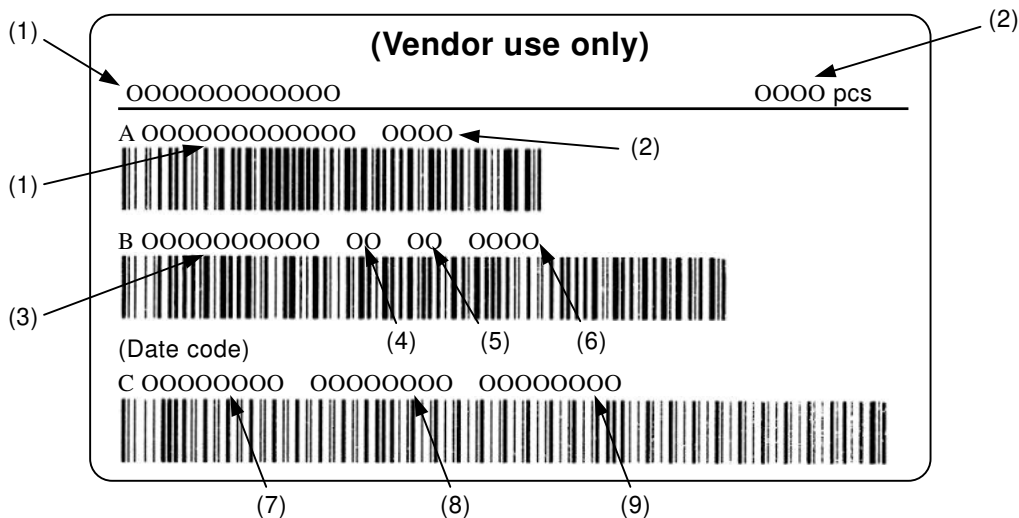 (1)
(2)
(Vendor use only)
OOOOOOOOOOOO OOOO pcs
A OOOOOOOOOOOO OOOO
(2)
(1)
B OOOOOOOOOO OO OO OOOO
(3)
(4) (5) (6)
(Date code)
C OOOOOOOO OOOOOOOO OOOOOOOO
(7) (8) (9)